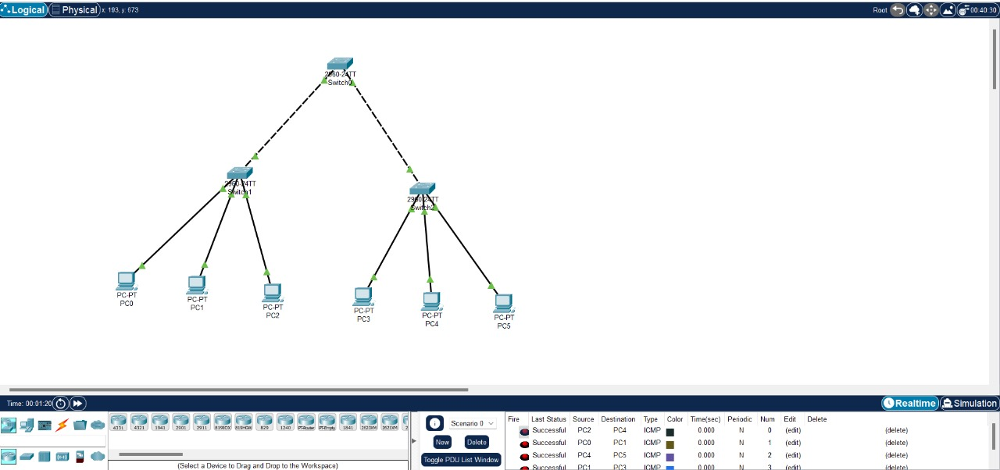 Logical Physical x: 193, y: 673 Root 00:40:30
2960-24TT
Switch0
2960-24TT
Switch1
2960-24TT
Switch2
PC-PT
PC0
PC-PT
PC1
PC-PT
PC2
PC-PT
PC3
PC-PT
PC4
PC-PT
PC5
Time: 00:01:20 Realtime Simulation
4331 4321 1941 2901 2911 819IOX 819HGW 829 1240 PT-Router PT-Empty 1841 2620XM 2621XM 2
Scenario 0
New Delete
Toggle PDU List Window
(Select a Device to Drag and Drop to the Workspace)
Fire Last Status Source Destination Type Color Time(sec) Periodic Num Edit Delete
Successful PC2 PC4 ICMP 0.000 N 0 (edit) (delete)
Successful PC0 PC1 ICMP 0.000 N 1 (edit) (delete)
Successful PC4 PC5 ICMP 0.000 N 2 (edit) (delete)
Successful PC1 PC3 ICMP 0.000 N 3 (edit) (delete)